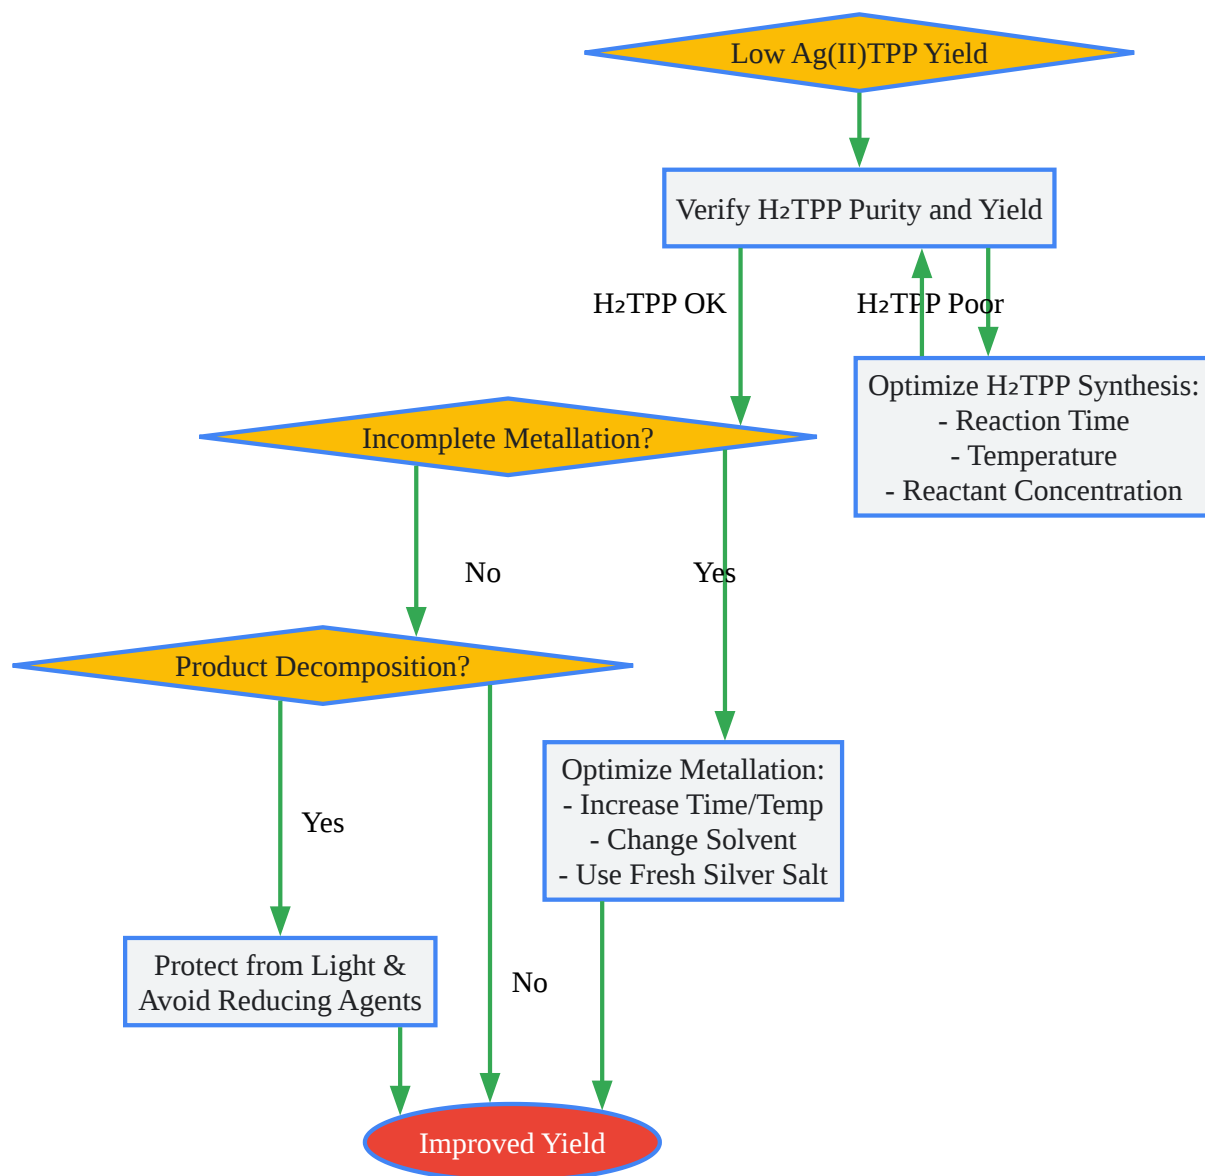 Low Ag(II)TPP Yield
Verify H₂TPP Purity and Yield
H₂TPP OK
H₂TPP Poor
Optimize H₂TPP Synthesis:
- Reaction Time
- Temperature
- Reactant Concentration
Incomplete Metallation?
No
Yes
Product Decomposition?
Optimize Metallation:
- Increase Time/Temp
- Change Solvent
- Use Fresh Silver Salt
Yes
Protect from Light &
Avoid Reducing Agents
No
Improved Yield